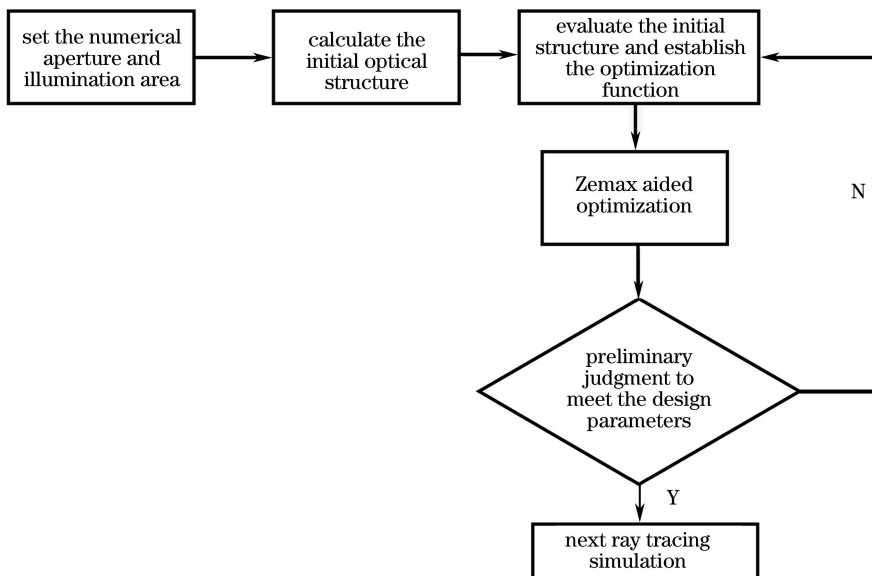 set the numerical
aperture and
illumination area
calculate the
initial optical
structure
evaluate the initial
structure and establish
the optimization
function
Zemax aided
optimization
N
preliminary
judgment to
meet the design
parameters
Y
next ray tracing
simulation